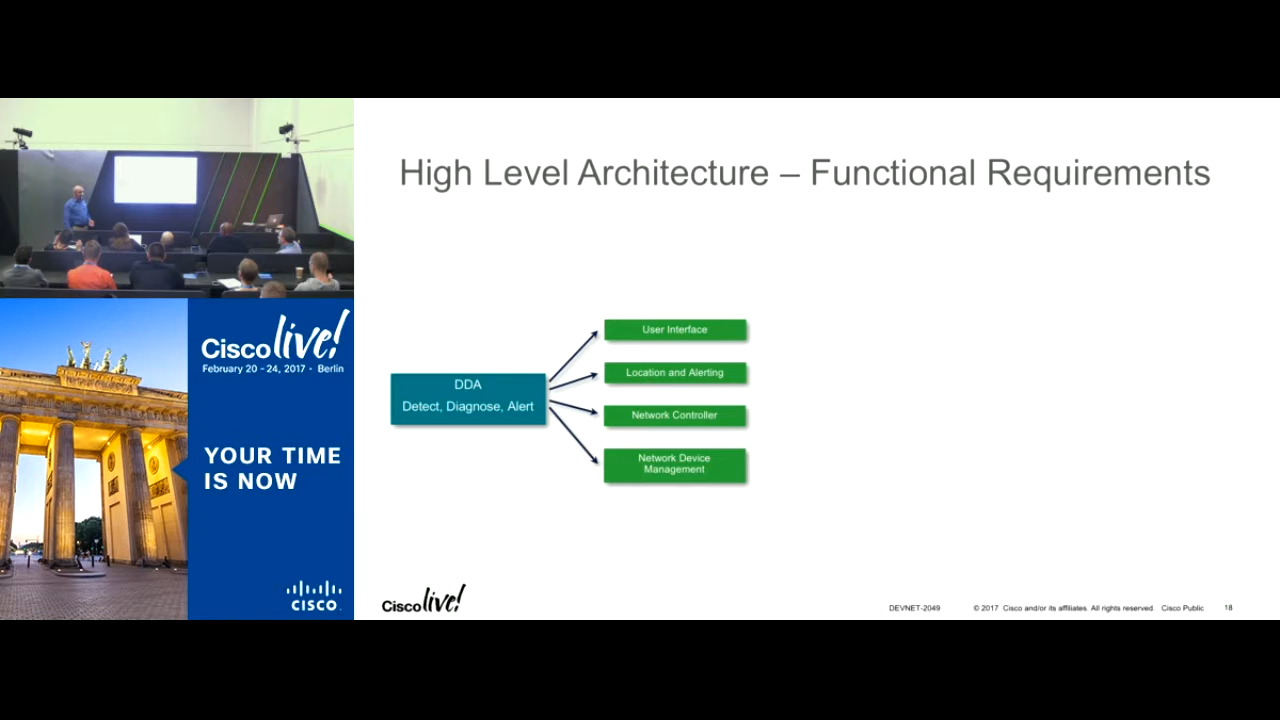 High Level Architecture – Functional Requirements
User Interface
Location and Alerting
DDA
Detect, Diagnose, Alert
Network Controller
Network Device
Management
Cisco live!
February 20 - 24, 2017 • Berlin
YOUR TIME
IS NOW
CISCO.
Cisco live!
DEVNET-2049 © 2017 Cisco and/or its affiliates. All rights reserved. Cisco Public 18